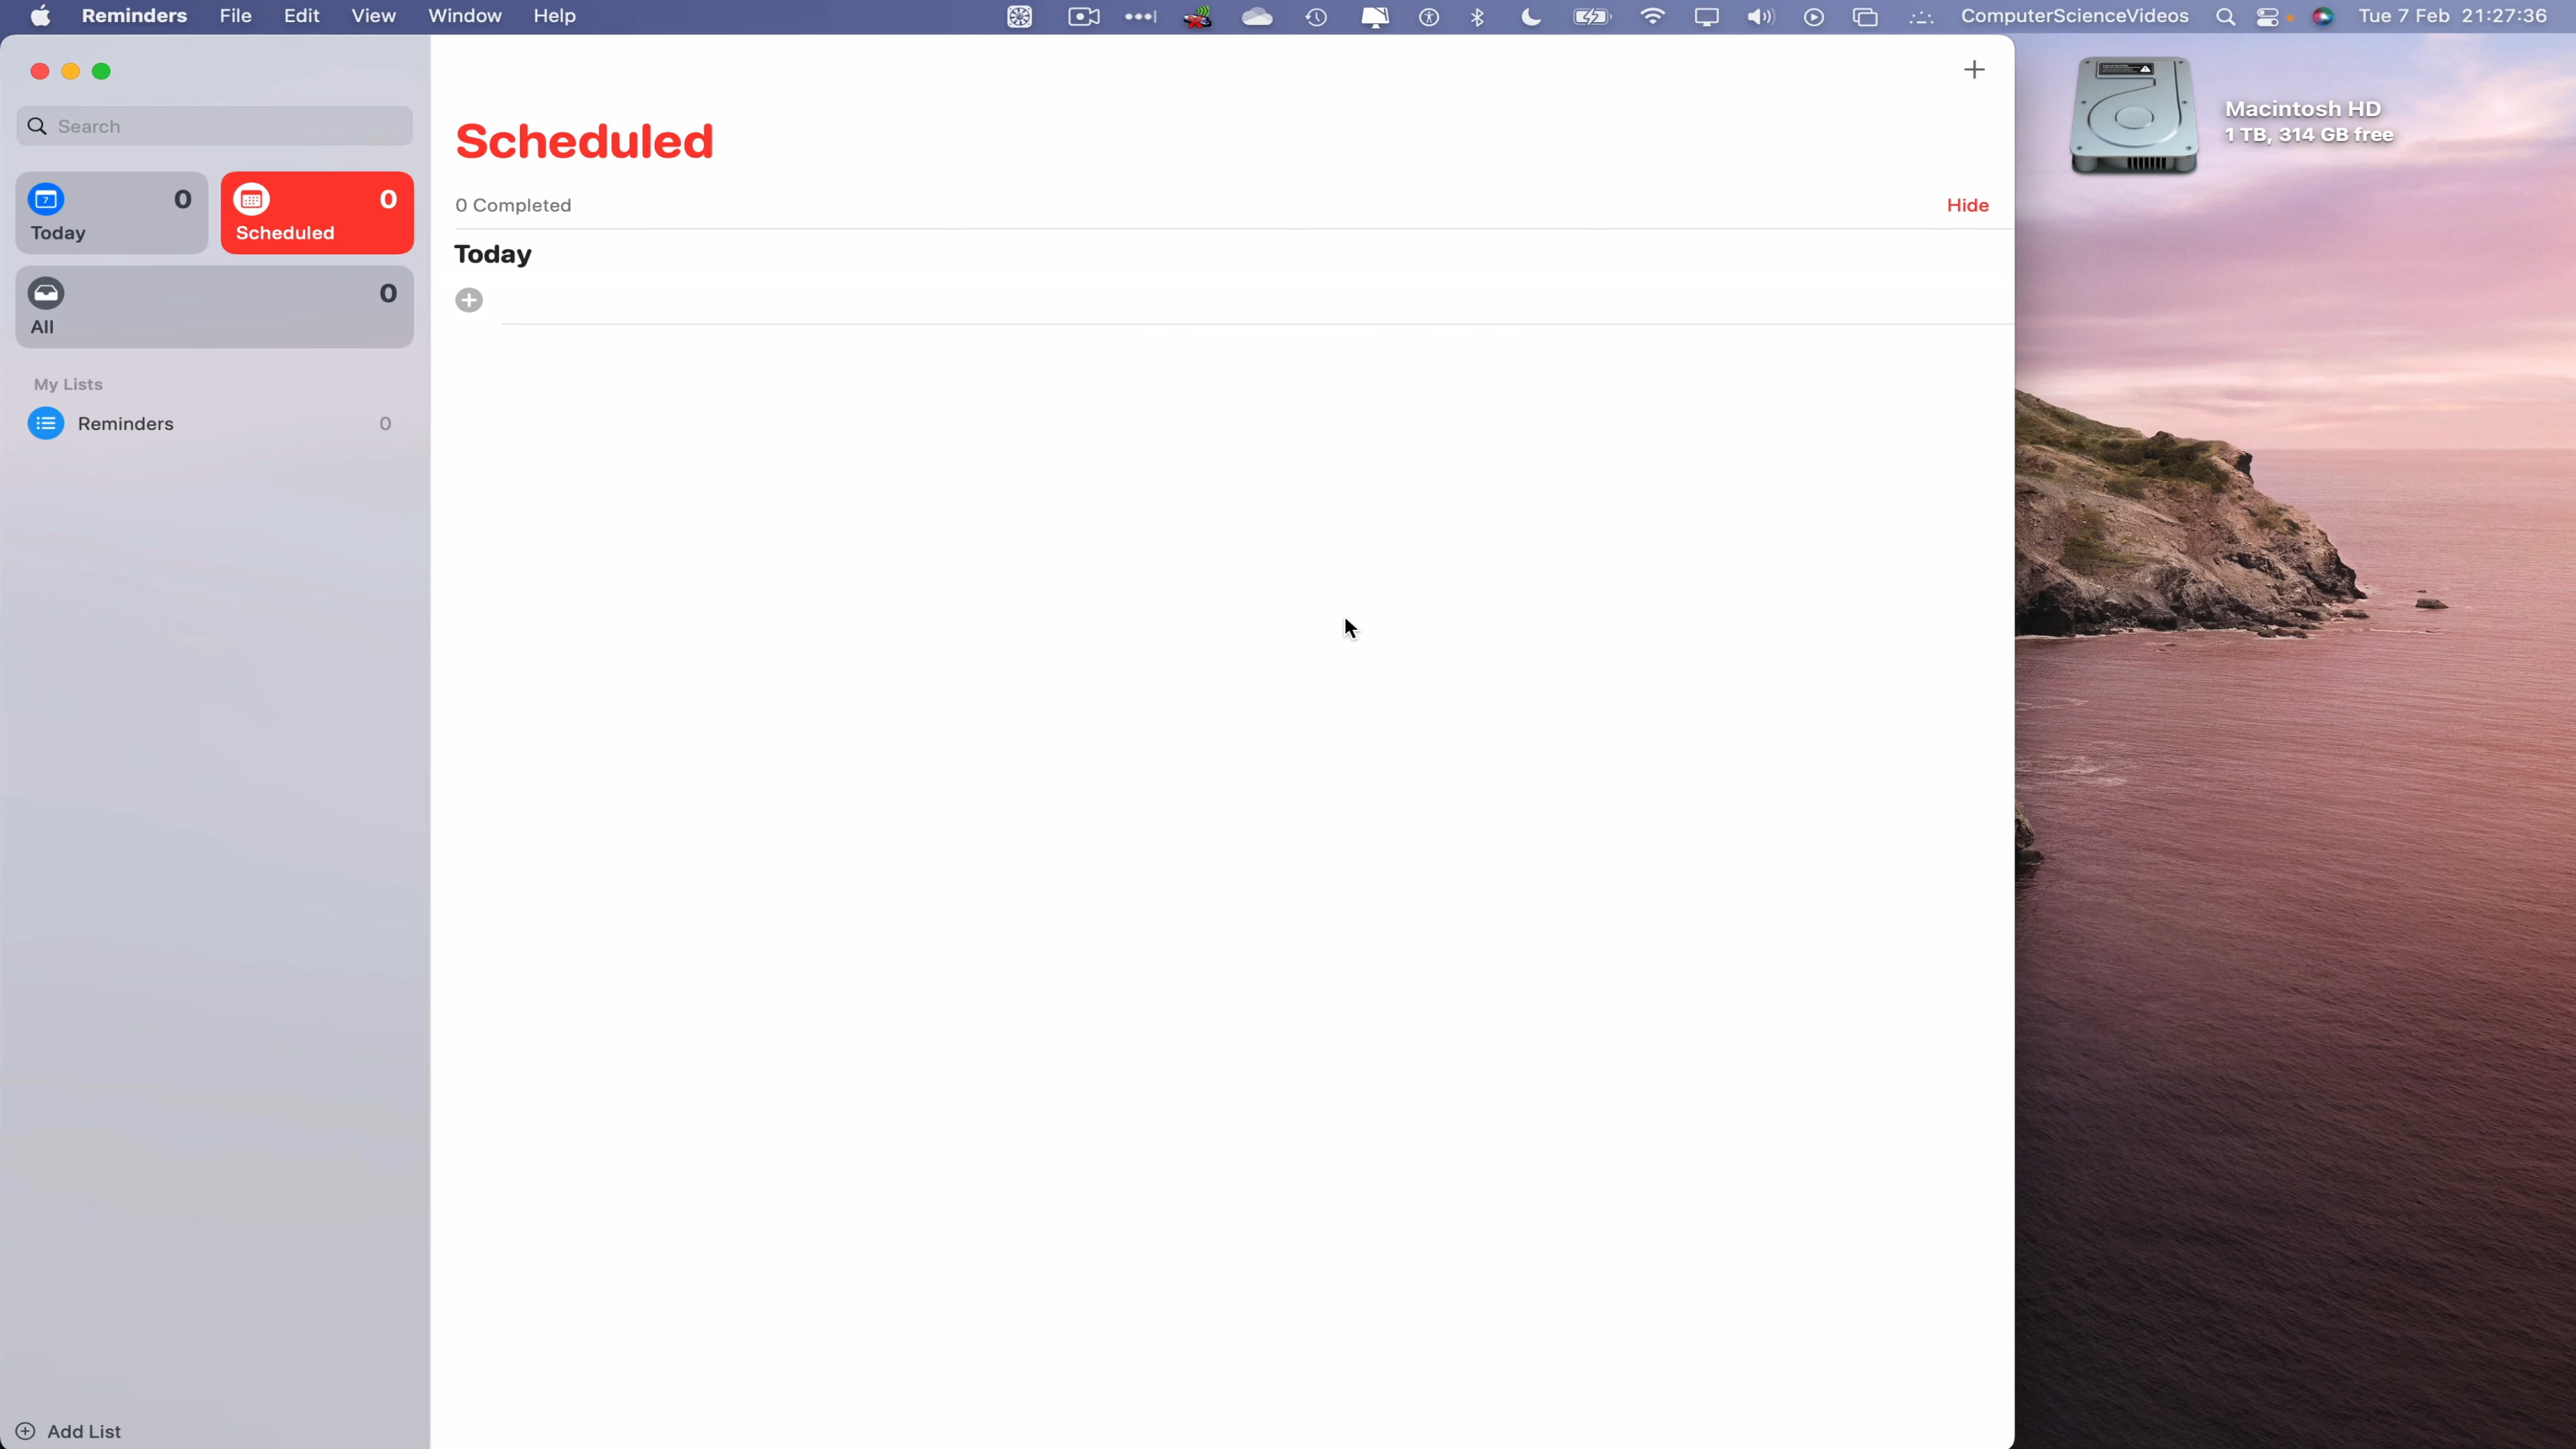 Reminders File Edit View Window Help ComputerScienceVideos Tue 7 Feb 21:27:36
Search
7 0
Today
0
Scheduled
0
All
My Lists
Reminders 0
Add List
Scheduled
0 Completed Hide
Today
Macintosh HD
1 TB, 314 GB free